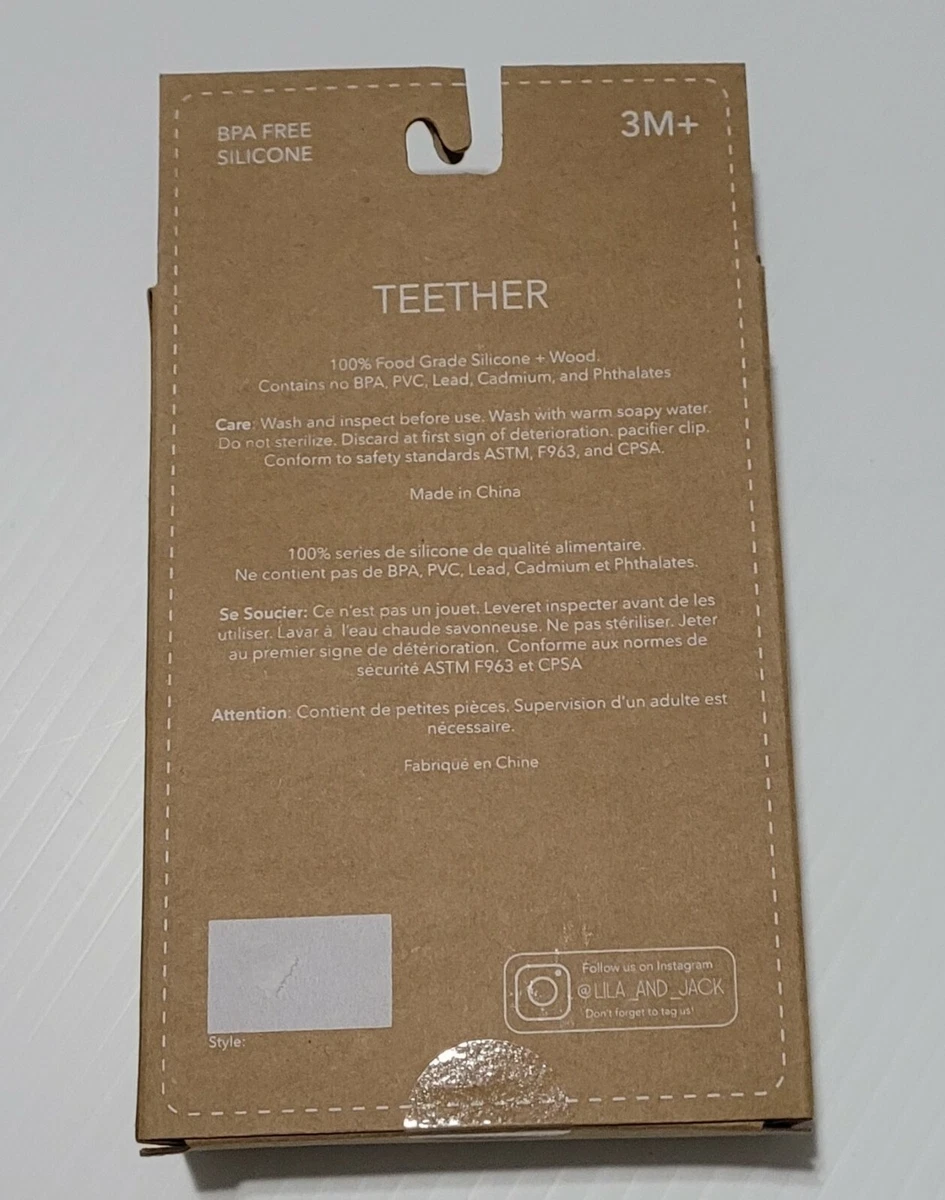 BPA FREE
SILICONE
3M+
TEETHER
100% Food Grade Silicone + Wood.
Contains no BPA, PVC, Lead, Cadmium, and Phthalates
Care: Wash and inspect before use. Wash with warm soapy water.
Do not sterilize. Discard at first sign of deterioration. pacifier clip.
Conform to safety standards ASTM, F963, and CPSA.
Made in China
100% series de silicone de qualité alimentaire.
Ne contient pas de BPA, PVC, Lead, Cadmium et Phthalates.
Se Soucier: Ce n'est pas un jouet. Leveret inspecter avant de les
utiliser. Lavar à l'eau chaude savonneuse. Ne pas stériliser. Jeter
au premier signe de détérioration. Conforme aux normes de
sécurité ASTM F963 et CPSA
Attention: Contient de petites pièces. Supervision d'un adulte est
nécessaire.
Fabriqué en Chine
Style:
Follow us on Instagram
@LILA_AND_JACK
Don't forget to tag us!